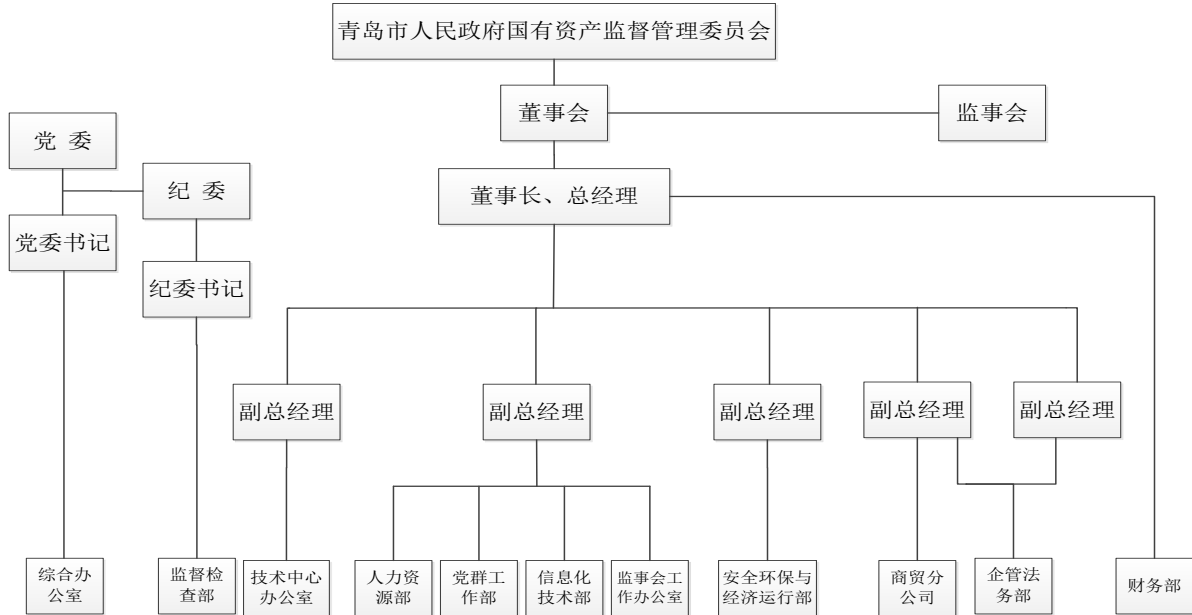 青岛市人民政府国有资产监督管理委员会
董事会
监事会
党 委
纪 委
董事长、总经理
党委书记
纪委书记
副总经理
副总经理
副总经理
副总经理
副总经理
综合办
公室
监督检
查部
技术中心
办公室
人力资
源部
党群工
作部
信息化
技术部
监事会工
作办公室
安全环保与
经济运行部
商贸分
公司
企管法
务部
财务部